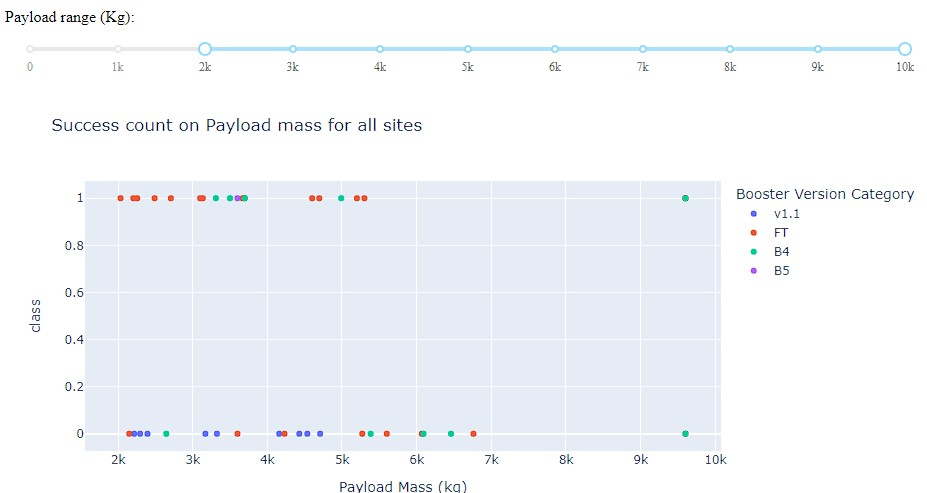 Payload range (Kg):
0 1k 2k 3k 4k 5k 6k 7k 8k 9k 10k
Success count on Payload mass for all sites
1
0.8
0.6
0.4
0.2
0
class
2k 3k 4k 5k 6k 7k 8k 9k 10k
Payload Mass (kg)
Booster Version Category
v1.1
FT
B4
B5